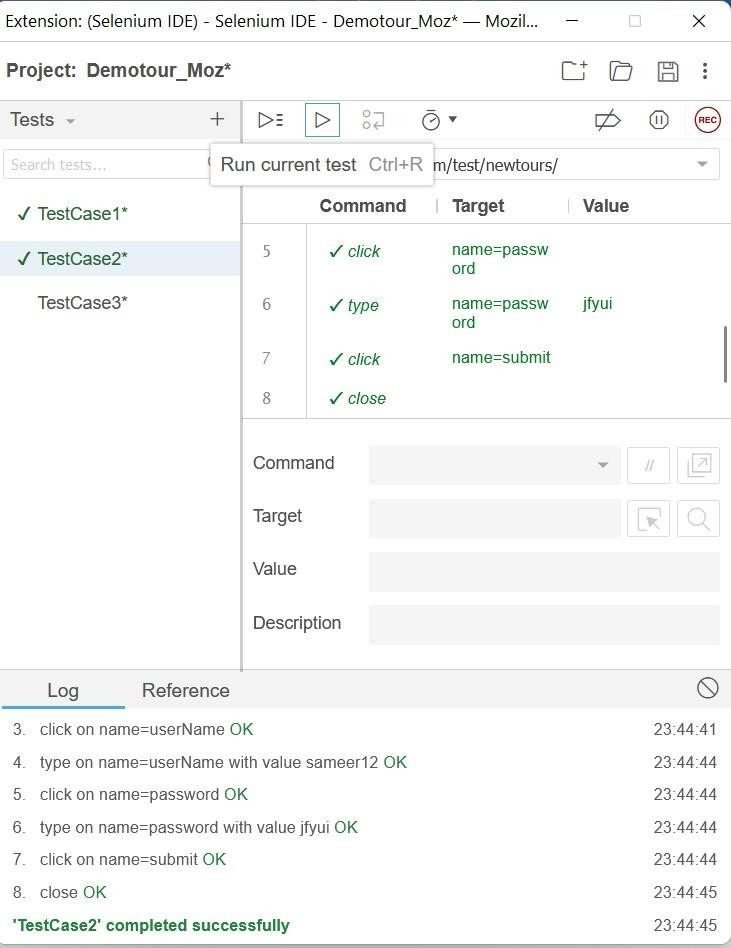 Extension: (Selenium IDE) - Selenium IDE - Demotour_Moz* — Mozil...
Project: Demotour_Moz*
Tests
REC
Search tests...
Run current test Ctrl+R
m/test/newtours/
Command Target Value
✓ TestCase1*
✓ TestCase2*
TestCase3*
5 ✓ click name=passw
ord
6 ✓ type name=passw jfyui
ord
7 ✓ click name=submit
8 ✓ close
Command //
Target
Value
Description
Log Reference
3. click on name=userName OK 23:44:41
4. type on name=userName with value sameer12 OK 23:44:44
5. click on name=password OK 23:44:44
6. type on name=password with value jfyui OK 23:44:44
7. click on name=submit OK 23:44:44
8. close OK 23:44:45
'TestCase2' completed successfully 23:44:45